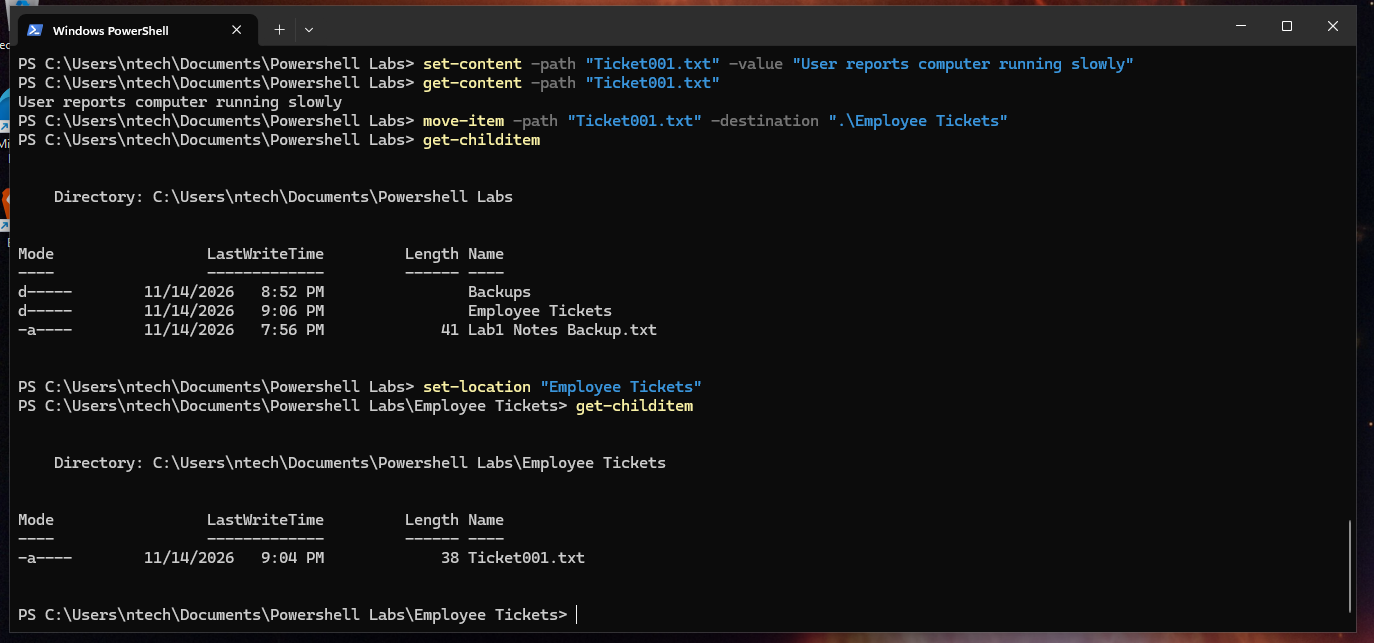 Windows PowerShell
PS C:\Users\ntech\Documents\Powershell Labs> set-content -path "Ticket001.txt" -value "User reports computer running slowly"
PS C:\Users\ntech\Documents\Powershell Labs> get-content -path "Ticket001.txt"
User reports computer running slowly
PS C:\Users\ntech\Documents\Powershell Labs> move-item -path "Ticket001.txt" -destination ".\Employee Tickets"
PS C:\Users\ntech\Documents\Powershell Labs> get-childitem
    Directory: C:\Users\ntech\Documents\Powershell Labs
Mode                 LastWriteTime         Length Name
----                 -------------         ------ ----
d-----        11/14/2026   8:52 PM                Backups
d-----        11/14/2026   9:06 PM                Employee Tickets
-a----        11/14/2026   7:56 PM             41 Lab1 Notes Backup.txt
PS C:\Users\ntech\Documents\Powershell Labs> set-location "Employee Tickets"
PS C:\Users\ntech\Documents\Powershell Labs\Employee Tickets> get-childitem
    Directory: C:\Users\ntech\Documents\Powershell Labs\Employee Tickets
Mode                 LastWriteTime         Length Name
----                 -------------         ------ ----
-a----        11/14/2026   9:04 PM             38 Ticket001.txt
PS C:\Users\ntech\Documents\Powershell Labs\Employee Tickets>